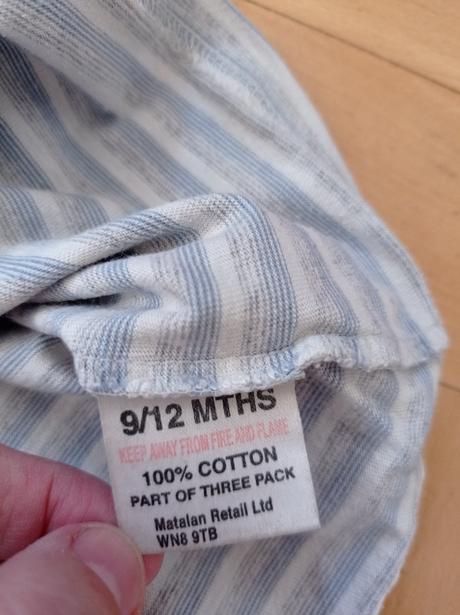 9/12 MTHS
KEEP AWAY FROM FIRE AND FLAME
100% COTTON
PART OF THREE PACK
Matalan Retail Ltd
WN8 9TB